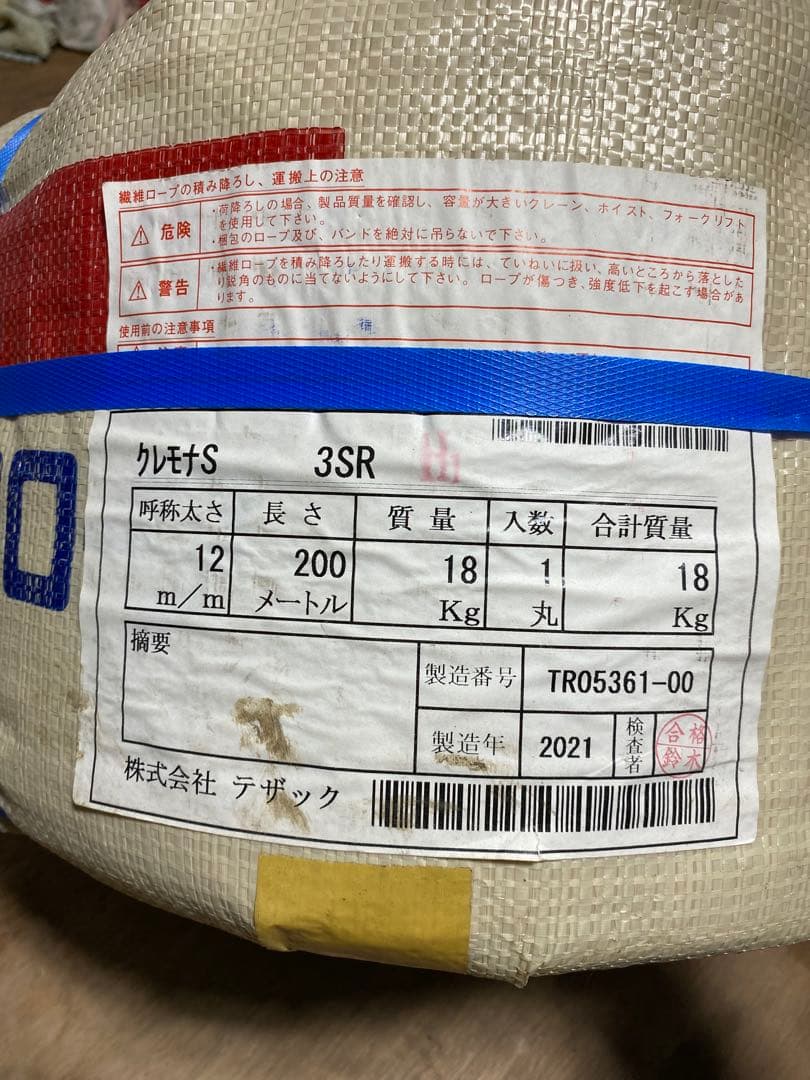 繊維ロープの積み降ろし、運搬上の注意
⚠ 危険
・荷降ろしの場合、製品質量を確認し、容量が大きいクレーン、ホイスト、フォークリフト
を使用して下さい。
・梱包のロープ及び、バンドを絶対に吊らないで下さい。
⚠ 警告
・繊維ロープを積み降ろしたり運搬する時には、ていねいに扱い、高いところから落とした
り鋭角のものに当てないようにして下さい。 ロープが傷つき、強度低下を起こす場合があ
ります。
使用前の注意事項
クレモナS 3SR
呼称太さ 長さ 質量 入数 合計質量
12 200 18 1 18
m/m メートル Kg 丸 Kg
摘要
製造番号 TR05361-00
製造年 2021 検査者 合格 鈴木
株式会社 テザック